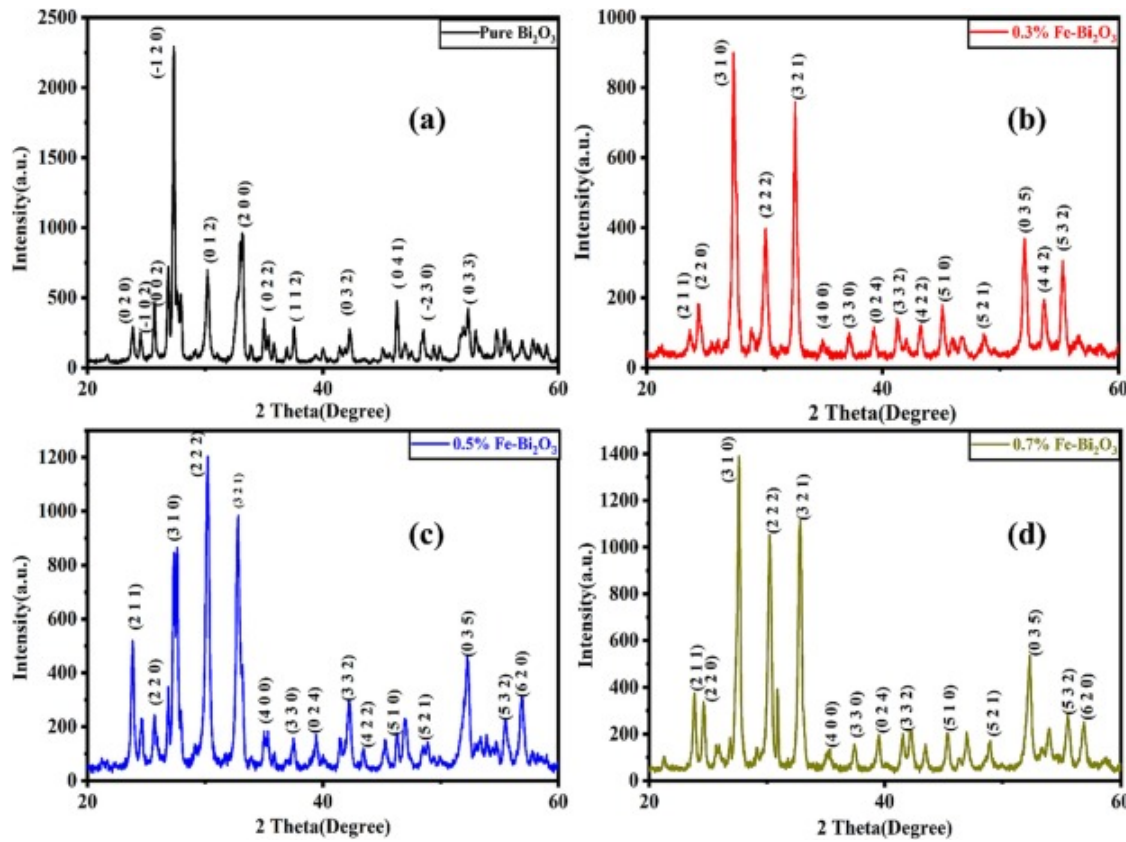 Pure Bi₂O₃
(a)
2500
2000
1500
1000
500
0
Intensity(a.u.)
(0 2 0)
(-1 0 2)
(0 0 2)
(-1 2 0)
(0 1 2)
(2 0 0)
( 0 2 2)
( 1 1 2)
(0 3 2)
( 0 4 1)
(-2 3 0)
( 0 3 3)
20
40
60
2 Theta(Degree)
0.3% Fe-Bi₂O₃
(b)
1000
800
600
400
200
0
Intensity(a.u.)
(2 1 1)
(2 2 0)
(3 1 0)
(2 2 2)
(3 2 1)
(4 0 0)
(3 3 0)
(0 2 4)
(3 3 2)
(4 2 2)
(5 1 0)
(5 2 1)
(0 3 5)
(4 4 2)
(5 3 2)
20
40
60
2 Theta(Degree)
0.5% Fe-Bi₂O₃
(c)
1200
1000
800
600
400
200
0
Intensity(a.u.)
(2 1 1)
(2 2 0)
(3 1 0)
(2 2 2)
(3 2 1)
(4 0 0)
(3 3 0)
(0 2 4)
(3 3 2)
(4 2 2)
(5 1 0)
(5 2 1)
(0 3 5)
(5 3 2)
(6 2 0)
20
40
60
2 Theta(Degree)
0.7% Fe-Bi₂O₃
(d)
1400
1200
1000
800
600
400
200
0
Intensity(a.u.)
(2 1 1)
(2 2 0)
(3 1 0)
(2 2 2)
(3 2 1)
(4 0 0)
(3 3 0)
(0 2 4)
(3 3 2)
(5 1 0)
(5 2 1)
(0 3 5)
(5 3 2)
(6 2 0)
20
40
60
2 Theta(Degree)